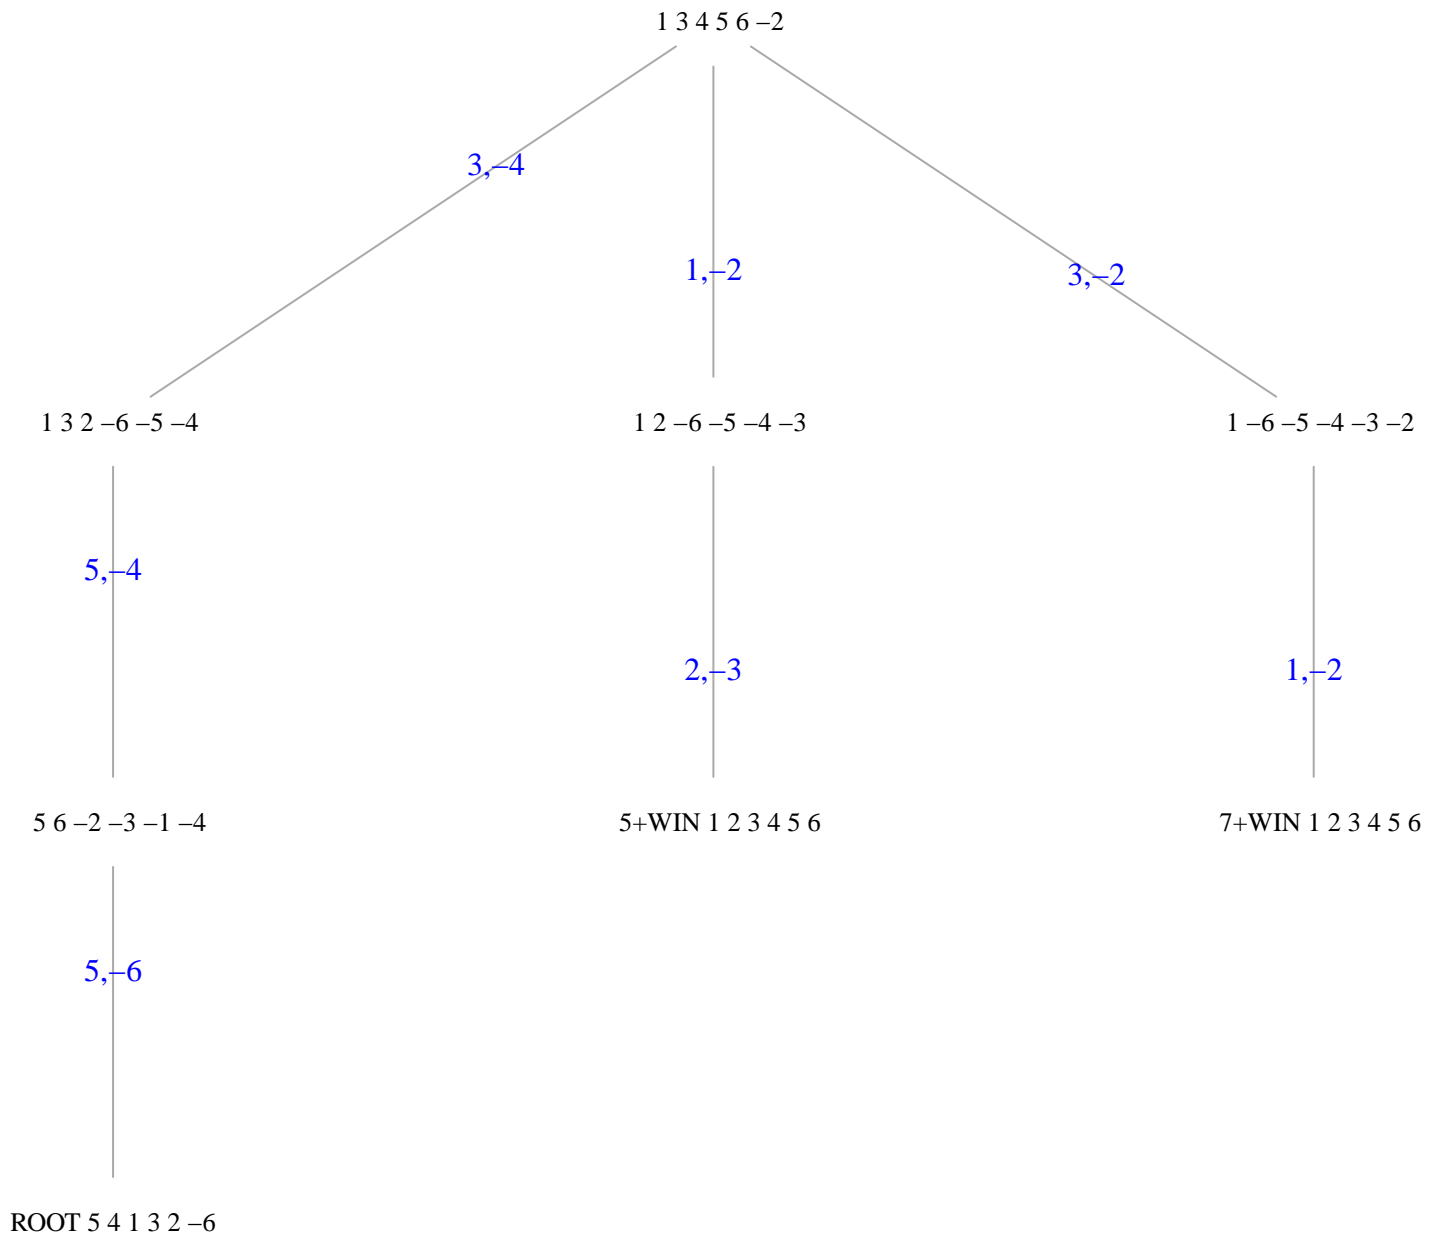 1 3 4 5 6 –2
3,–4
1,–2
3,–2
1 3 2 –6 –5 –4
1 2 –6 –5 –4 –3
1 –6 –5 –4 –3 –2
5,–4
2,–3
1,–2
5 6 –2 –3 –1 –4
5+WIN 1 2 3 4 5 6
7+WIN 1 2 3 4 5 6
5,–6
ROOT 5 4 1 3 2 –6